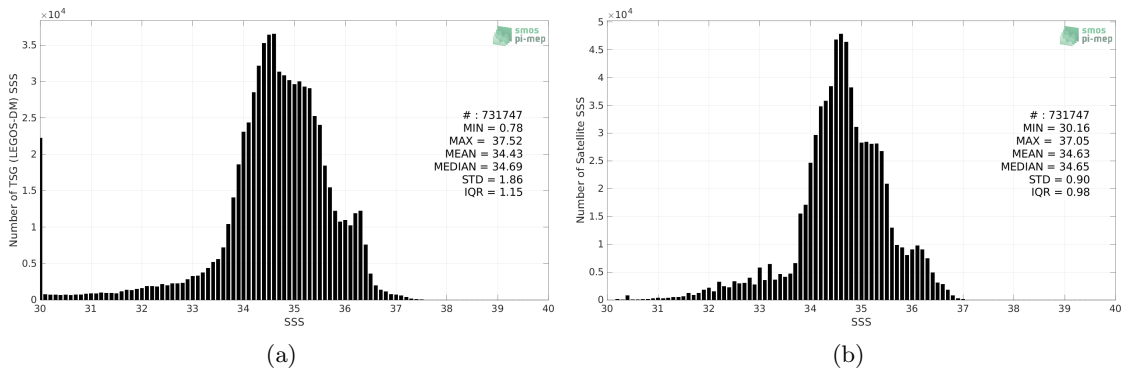 ×10⁴
3.5
3
2.5
2
1.5
1
0.5
0
Number of TSG (LEGOS-DM) SSS
smos
pi-mep
# : 731747
MIN = 0.78
MAX = 37.52
MEAN = 34.43
MEDIAN = 34.69
STD = 1.86
IQR = 1.15
30 31 32 33 34 35 36 37 38 39 40
SSS
(a)
×10⁴
5
4.5
4
3.5
3
2.5
2
1.5
1
0.5
0
Number of Satellite SSS
smos
pi-mep
# : 731747
MIN = 30.16
MAX = 37.05
MEAN = 34.63
MEDIAN = 34.65
STD = 0.90
IQR = 0.98
30 31 32 33 34 35 36 37 38 39 40
SSS
(b)